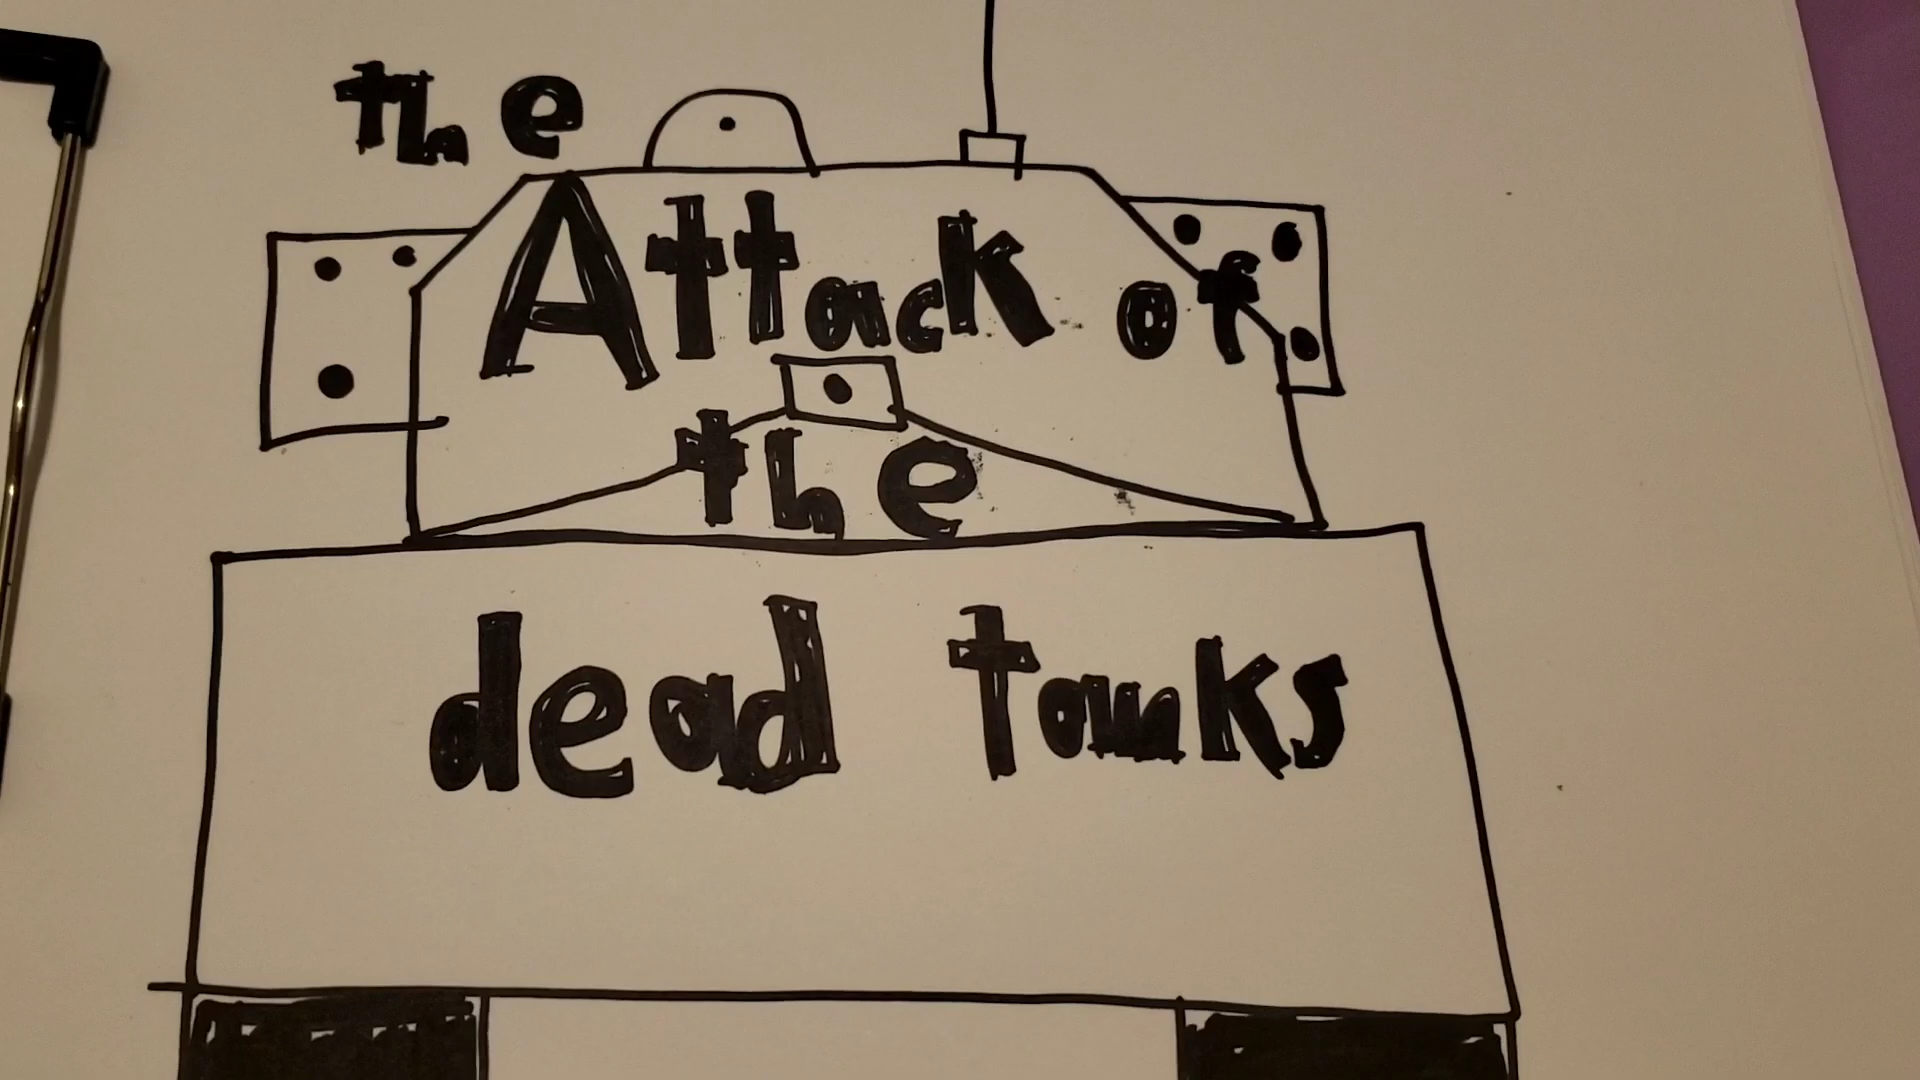 the
Attack of
the
dead tanks